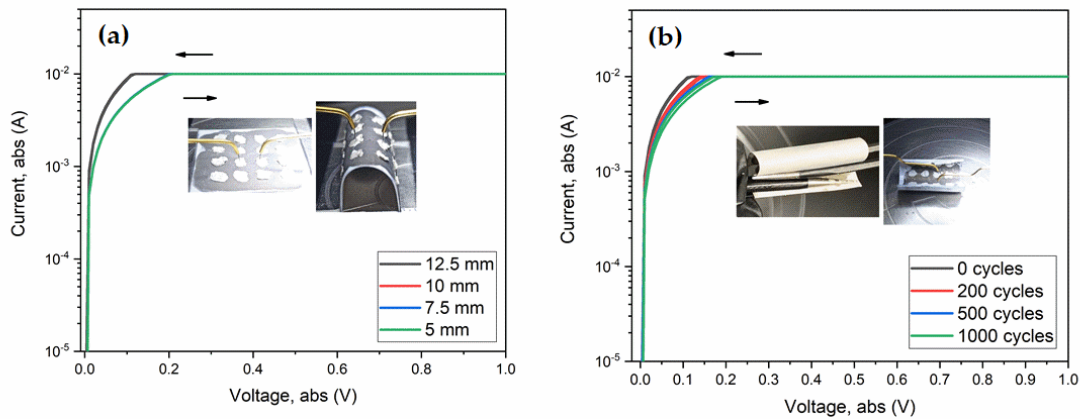 (a)
Current, abs (A)
10⁻²
10⁻³
10⁻⁴
10⁻⁵
12.5 mm
10 mm
7.5 mm
5 mm
0.0 0.2 0.4 0.6 0.8 1.0
Voltage, abs (V)
(b)
Current, abs (A)
10⁻²
10⁻³
10⁻⁴
10⁻⁵
0 cycles
200 cycles
500 cycles
1000 cycles
0.0 0.1 0.2 0.3 0.4 0.5 0.6 0.7 0.8 0.9 1.0
Voltage, abs (V)